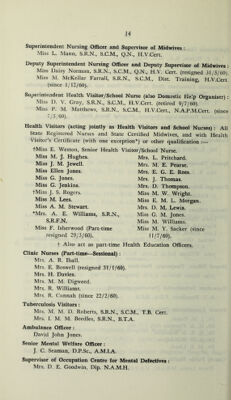 14
Superintendent Nursing Officer and Supervisor of Midwives :
Miss L. Mann, S.R.N., S.C.M., Q.N., H.V.Cert.
Deputy Superintendent Nursing Officer and Deputy Supervisor of Midwives :
Miss Daisy Norman, S.R.N., S.C.M., Q.N., H.V. Cert. (resigned 31/5/60).
Miss M. McKellar Farrall, S.R.N., S.C.M., Dist. Training, H.V.Cert.
(since 1/12/60).
Superintendent Health Visitor/School Nurse (also Domestic Help Organiser) :
Miss D. V. Gray, S.R.N., S.C.M., H.V.Cert. (retired 9/7/60).
Miss P. M. Matthews, S.R.N., S.C.M., H.V.Cert., N.A.P.M.Cert. (since
7/5/60).
Health Visitors (acting jointly as Health Visitors and School Nurses) : All
State Registered Nurses and State Certified Midwives, and with Health
Visitor's Certificate (with one exception*) or other qualification :—
†Miss E. Weston, Senior Health Visitor/School Nurse.
Miss M. J. Hughes.
Miss J. M. Jewell.
Miss Ellen Jones.
Miss G. Jones.
Miss G. Jenkins.
†Miss J. S. Rogers.
Miss M. Lees.
Miss A. M. Stewart.
*Mrs. A. E. Williams, S.R.N.,
S.R.F.N.
Miss F. Isherwood (Part-time
resigned 29/5/60).
Mrs. L. Pritchard.
Mrs. N. E. Pearse.
Mrs. E. G. E. Rees.
Mrs. J. Thomas.
Mrs. D. Thompson.
Miss M. W. Wright.
Miss E. M. L. Morgan.
Mrs. D. M. Lewis.
Miss G. M. Jones.
Miss M. Williams.
Miss M. Y. Sacker (since
11/7/60).
† Also act as part-time Health Education Officers.
Clinic Nurses (Part-time—Sessional) :
Mrs. A. R. Ball.
Mrs. E. Boswell (resigned 31/1/60).
Mrs. H. Davies.
Mrs. M. M. Digweed.
Mrs. R. Williams.
Mrs. R. Connah (since 22/2/60).
Tuberculosis Visitors :
Mrs. M. M. D. Roberts, S.R.N., S.C.M., T.B. Cert.
Mrs. I. M. M. Beedles, S.R.N., B.T.A.
Ambulance Officer :
David John Jones.
Senior Mental Welfare Officer :
J. C. Seaman, D.P.Sc., A.M.I.A.
Supervisor of Occupation Centre for Mental Defectives :
Mrs. D. E. Goodwin, Dip. N.A.M.H.